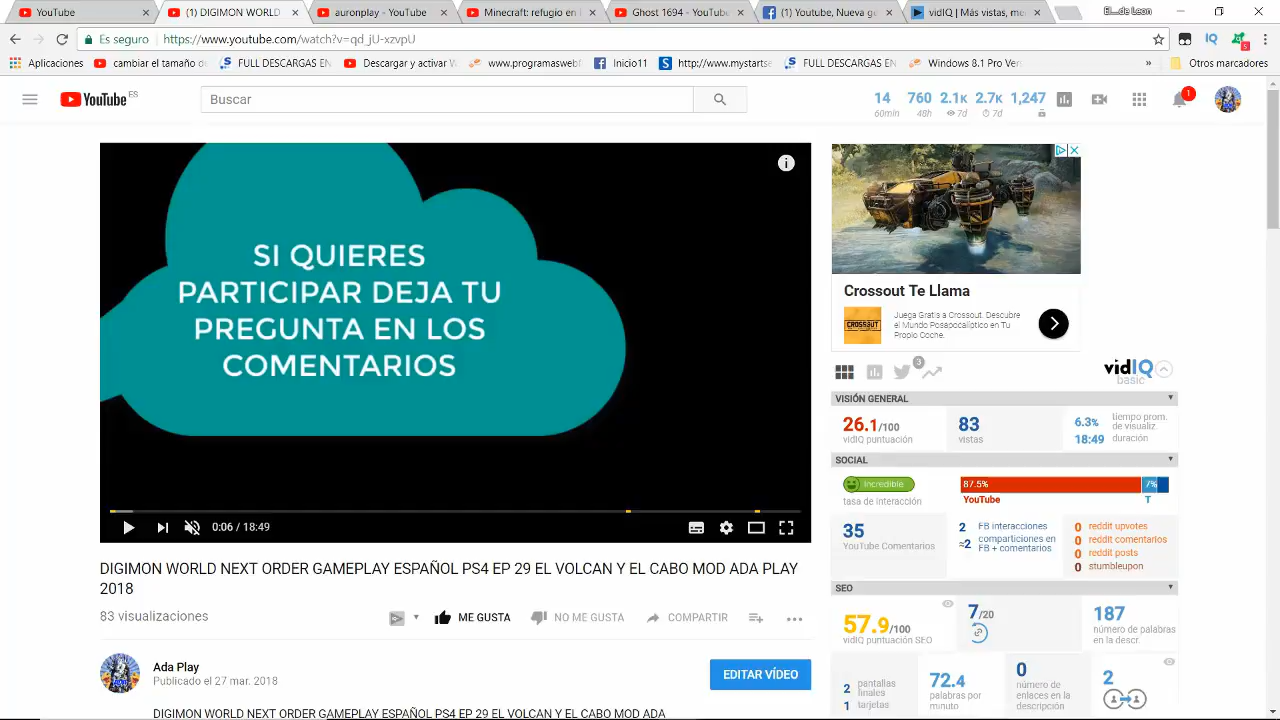 YouTube
(1) DIGIMON WORLD
auronplay - YouTube
Minecraft: refugio en
Ghost 1694 - YouTube
(1) Youtube, Nueva g
vidIQ | Más vistas, me
Es seguro
https://www.youtube.com/watch?v=qd_jU-xzvpU
Aplicaciones
cambiar el tamaño do
FULL DESCARGAS EN
Descargar y activar W
www.programasweb
Inicio11
http://www.mystartse
FULL DESCARGAS EN
Windows 8.1 Pro Ver
»
Otros marcadores
YouTube ES
Buscar
14 760 2.1K 2.7K 1,247
60min 48h 7d 7d
1
SI QUIERES
PARTICIPAR DEJA TU
PREGUNTA EN LOS
COMENTARIOS
0:06 / 18:49
DIGIMON WORLD NEXT ORDER GAMEPLAY ESPAÑOL PS4 EP 29 EL VOLCAN Y EL CABO MOD ADA PLAY
2018
83 visualizaciones
ME GUSTA
NO ME GUSTA
COMPARTIR
Ada Play
Publicado el 27 mar. 2018
EDITAR VÍDEO
DIGIMON WORLD NEXT ORDER GAMEPLAY ESPAÑOL PS4 EP 29 EL VOLCAN Y EL CABO MOD ADA
Crossout Te Llama
CROSSOUT
Juega Gratis a Crossout. Descubre
el Mundo Posapocalíptico en Tu
Propio Coche.
3
vidIQ
basic
VISIÓN GENERAL
26.1/100
vidIQ puntuación
83
vistas
6.3%
tiempo prom.
de visualiz.
18:49
duración
SOCIAL
Incredible
tasa de interacción
87.5%
7%
YouTube
T
35
YouTube Comentarios
2 FB interacciones
≈2 comparticiones en
FB + comentarios
0 reddit upvotes
0 reddit comentarios
0 reddit posts
0 stumbleupon
SEO
57.9/100
vidIQ puntuación SEO
7/20
187
número de palabras
en la descr.
2 pantallas
finales
1 tarjetas
72.4
palabras por
minuto
0
número de
enlaces en la
descripción
2